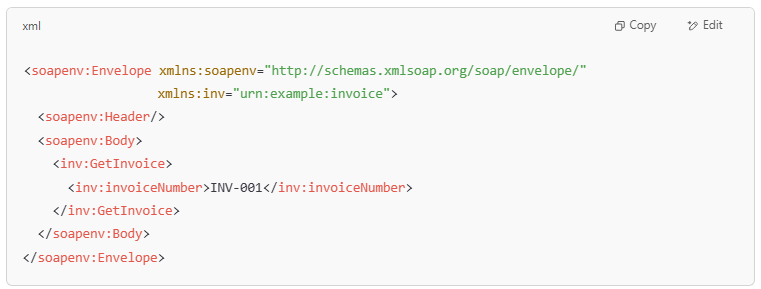 xml
Copy
Edit
<soapenv:Envelope xmlns:soapenv="http://schemas.xmlsoap.org/soap/envelope/"
                  xmlns:inv="urn:example:invoice">
  <soapenv:Header/>
  <soapenv:Body>
    <inv:GetInvoice>
      <inv:invoiceNumber>INV-001</inv:invoiceNumber>
    </inv:GetInvoice>
  </soapenv:Body>
</soapenv:Envelope>